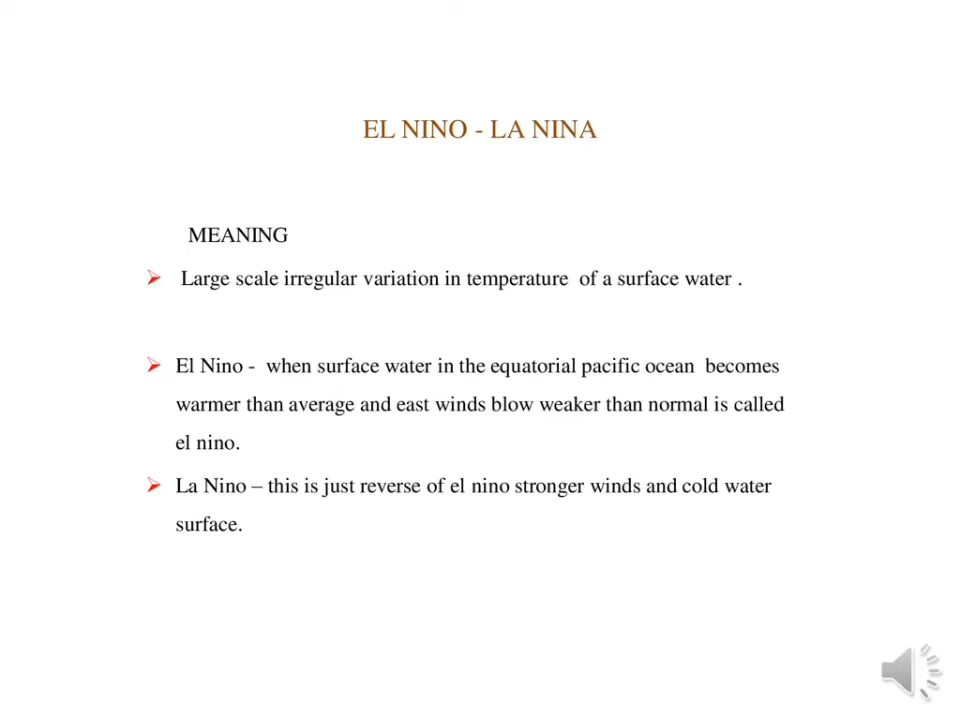 EL NINO - LA NINA
MEANING
Large scale irregular variation in temperature of a surface water .
El Nino - when surface water in the equatorial pacific ocean becomes
warmer than average and east winds blow weaker than normal is called
el nino.
La Nino – this is just reverse of el nino stronger winds and cold water
surface.